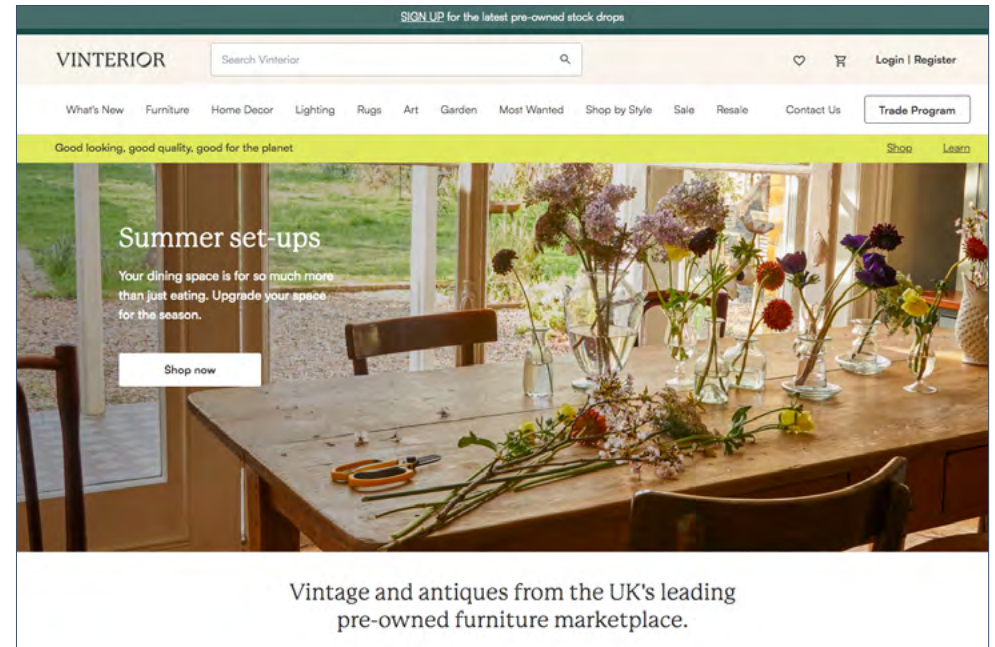 SIGN UP for the latest pre-owned stock drops
VINTERIOR
Search Vinterior
Login | Register
What's New Furniture Home Decor Lighting Rugs Art Garden Most Wanted Shop by Style Sale Resale Contact Us Trade Program
Good looking, good quality, good for the planet Shop Learn
Summer set-ups
Your dining space is for so much more
than just eating. Upgrade your space
for the season.
Shop now
Vintage and antiques from the UK's leading
pre-owned furniture marketplace.